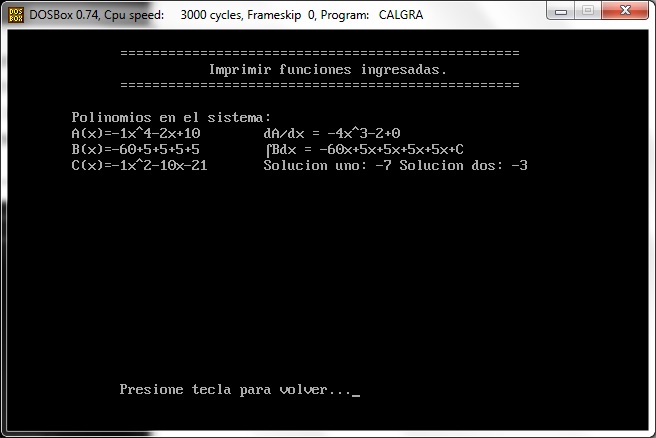 DOSBox 0.74, Cpu speed: 3000 cycles, Frameskip 0, Program: CALGRA
==================================================
Imprimir funciones ingresadas.
==================================================
Polinomios en el sistema:
A(x)=-1x^4-2x+10 dA/dx = -4x^3-2+0
B(x)=-60+5+5+5+5 ⌠Bdx = -60x+5x+5x+5x+5x+C
C(x)=-1x^2-10x-21 Solucion uno: -7 Solucion dos: -3
Presione tecla para volver..._